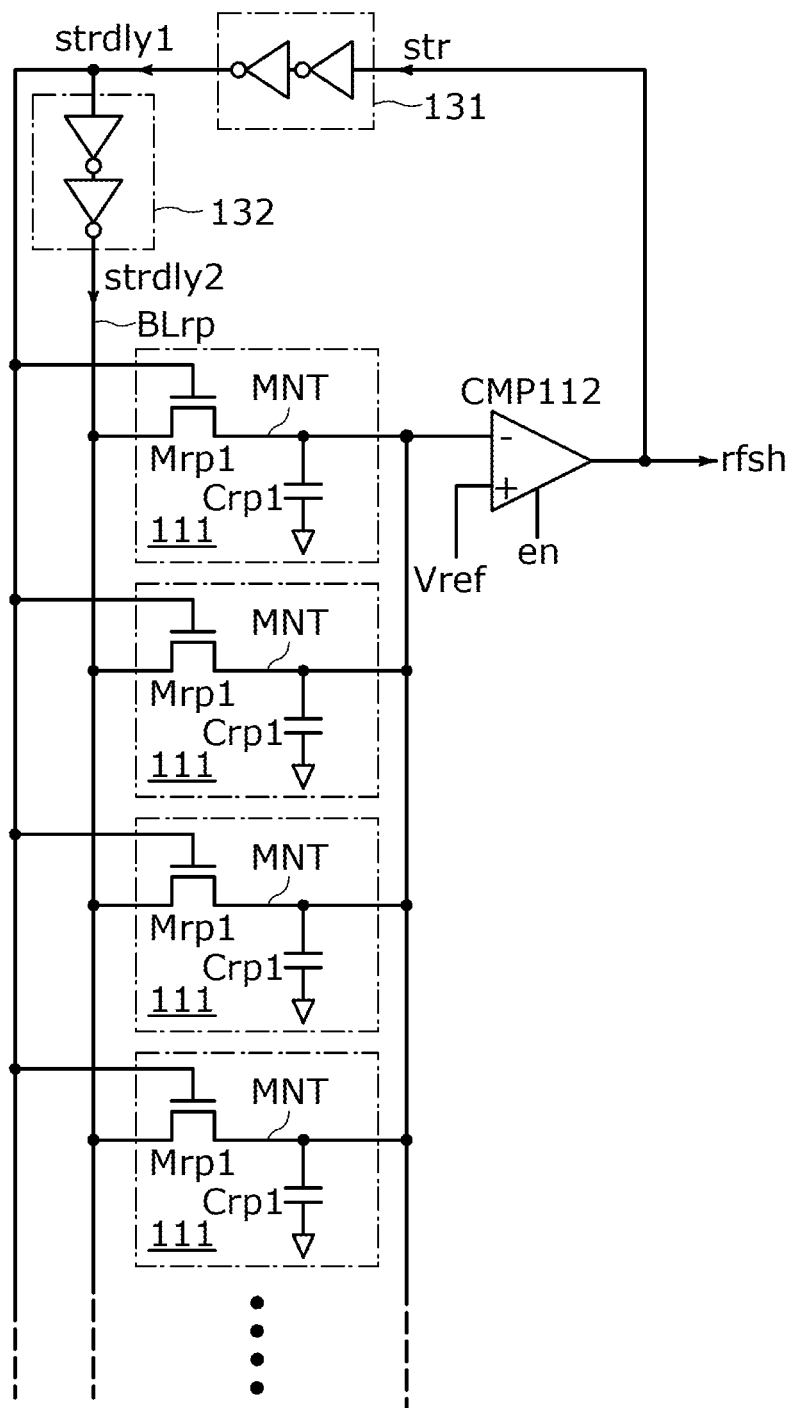 strdly1
str
131
132
strdly2
BLrp
MNT
CMP112
-
Mrp1
rfsh
Crp1
+
111
en
Vref
MNT
Mrp1
Crp1
111
MNT
Mrp1
Crp1
111
MNT
Mrp1
Crp1
111